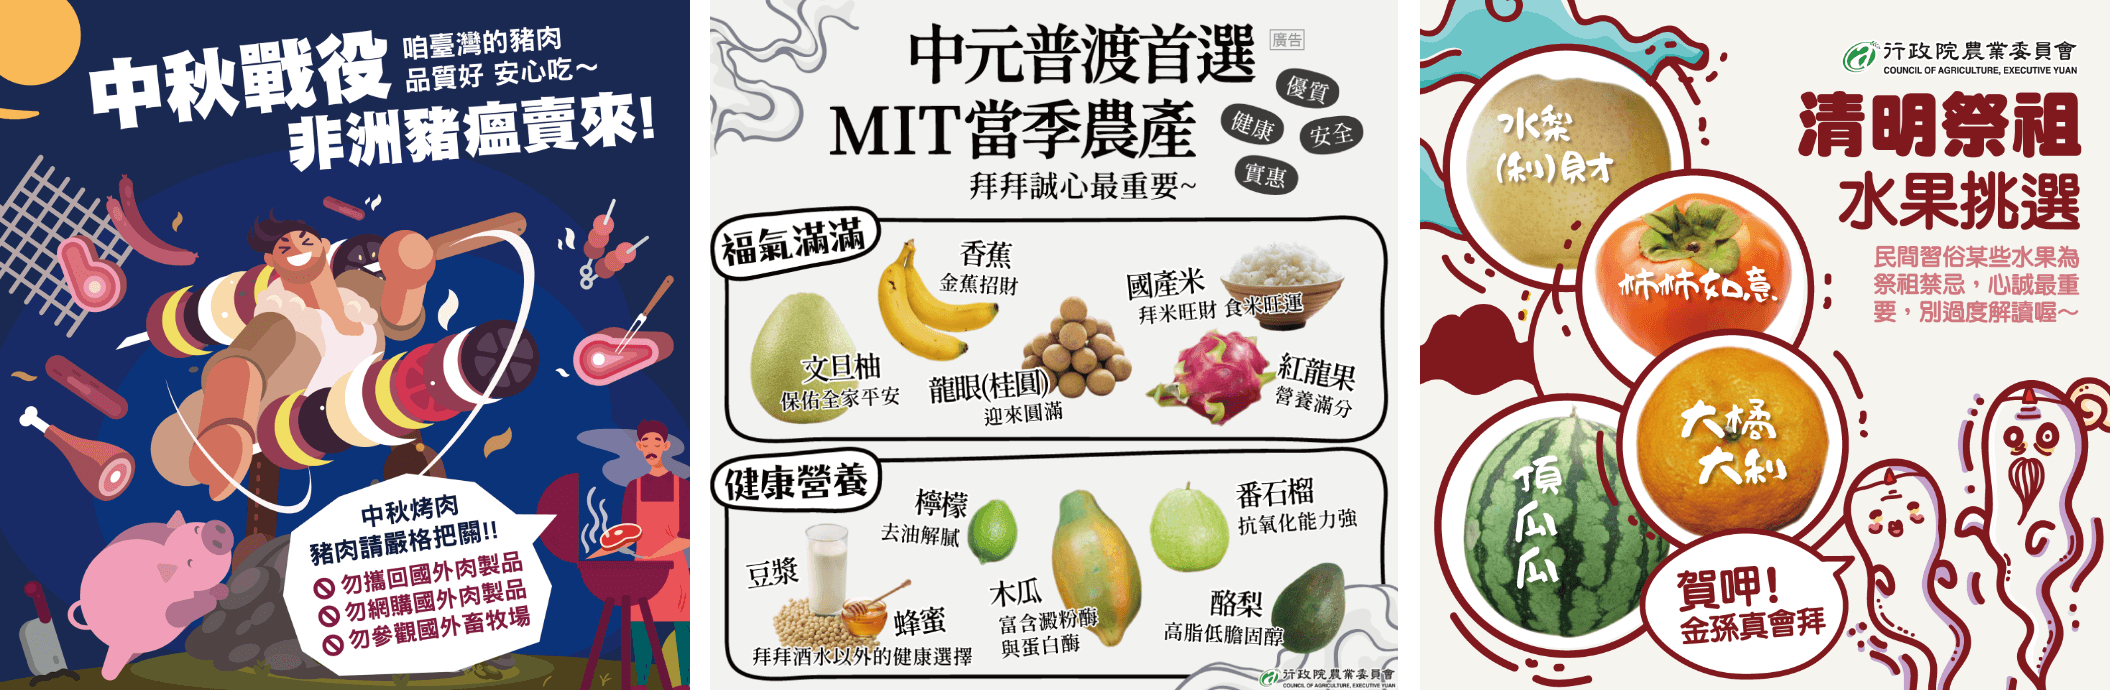 中秋戰役
咱臺灣的豬肉
品質好 安心吃～
非洲豬瘟賣來!
中秋烤肉
豬肉請嚴格把關!!
勿攜回國外肉製品
勿網購國外肉製品
勿參觀國外畜牧場
中元普渡首選
廣告
MIT當季農產
拜拜誠心最重要~
優質
健康
安全
實惠
福氣滿滿
香蕉
金蕉招財
國產米
拜米旺財 食米旺運
文旦柚
保佑全家平安
龍眼(桂圓)
迎來圓滿
紅龍果
營養滿分
健康營養
檸檬
去油解膩
番石榴
抗氧化能力強
豆漿
蜂蜜
拜拜酒水以外的健康選擇
木瓜
富含澱粉酶
與蛋白酶
酪梨
高脂低膽固醇
行政院農業委員會
COUNCIL OF AGRICULTURE, EXECUTIVE YUAN
行政院農業委員會
COUNCIL OF AGRICULTURE, EXECUTIVE YUAN
清明祭祖
水果挑選
民間習俗某些水果為
祭祖禁忌，心誠最重
要，別過度解讀喔～
水梨
(利)財
柿柿如意
大橘
大利
頂
瓜
瓜
賀呷!
金孫真會拜